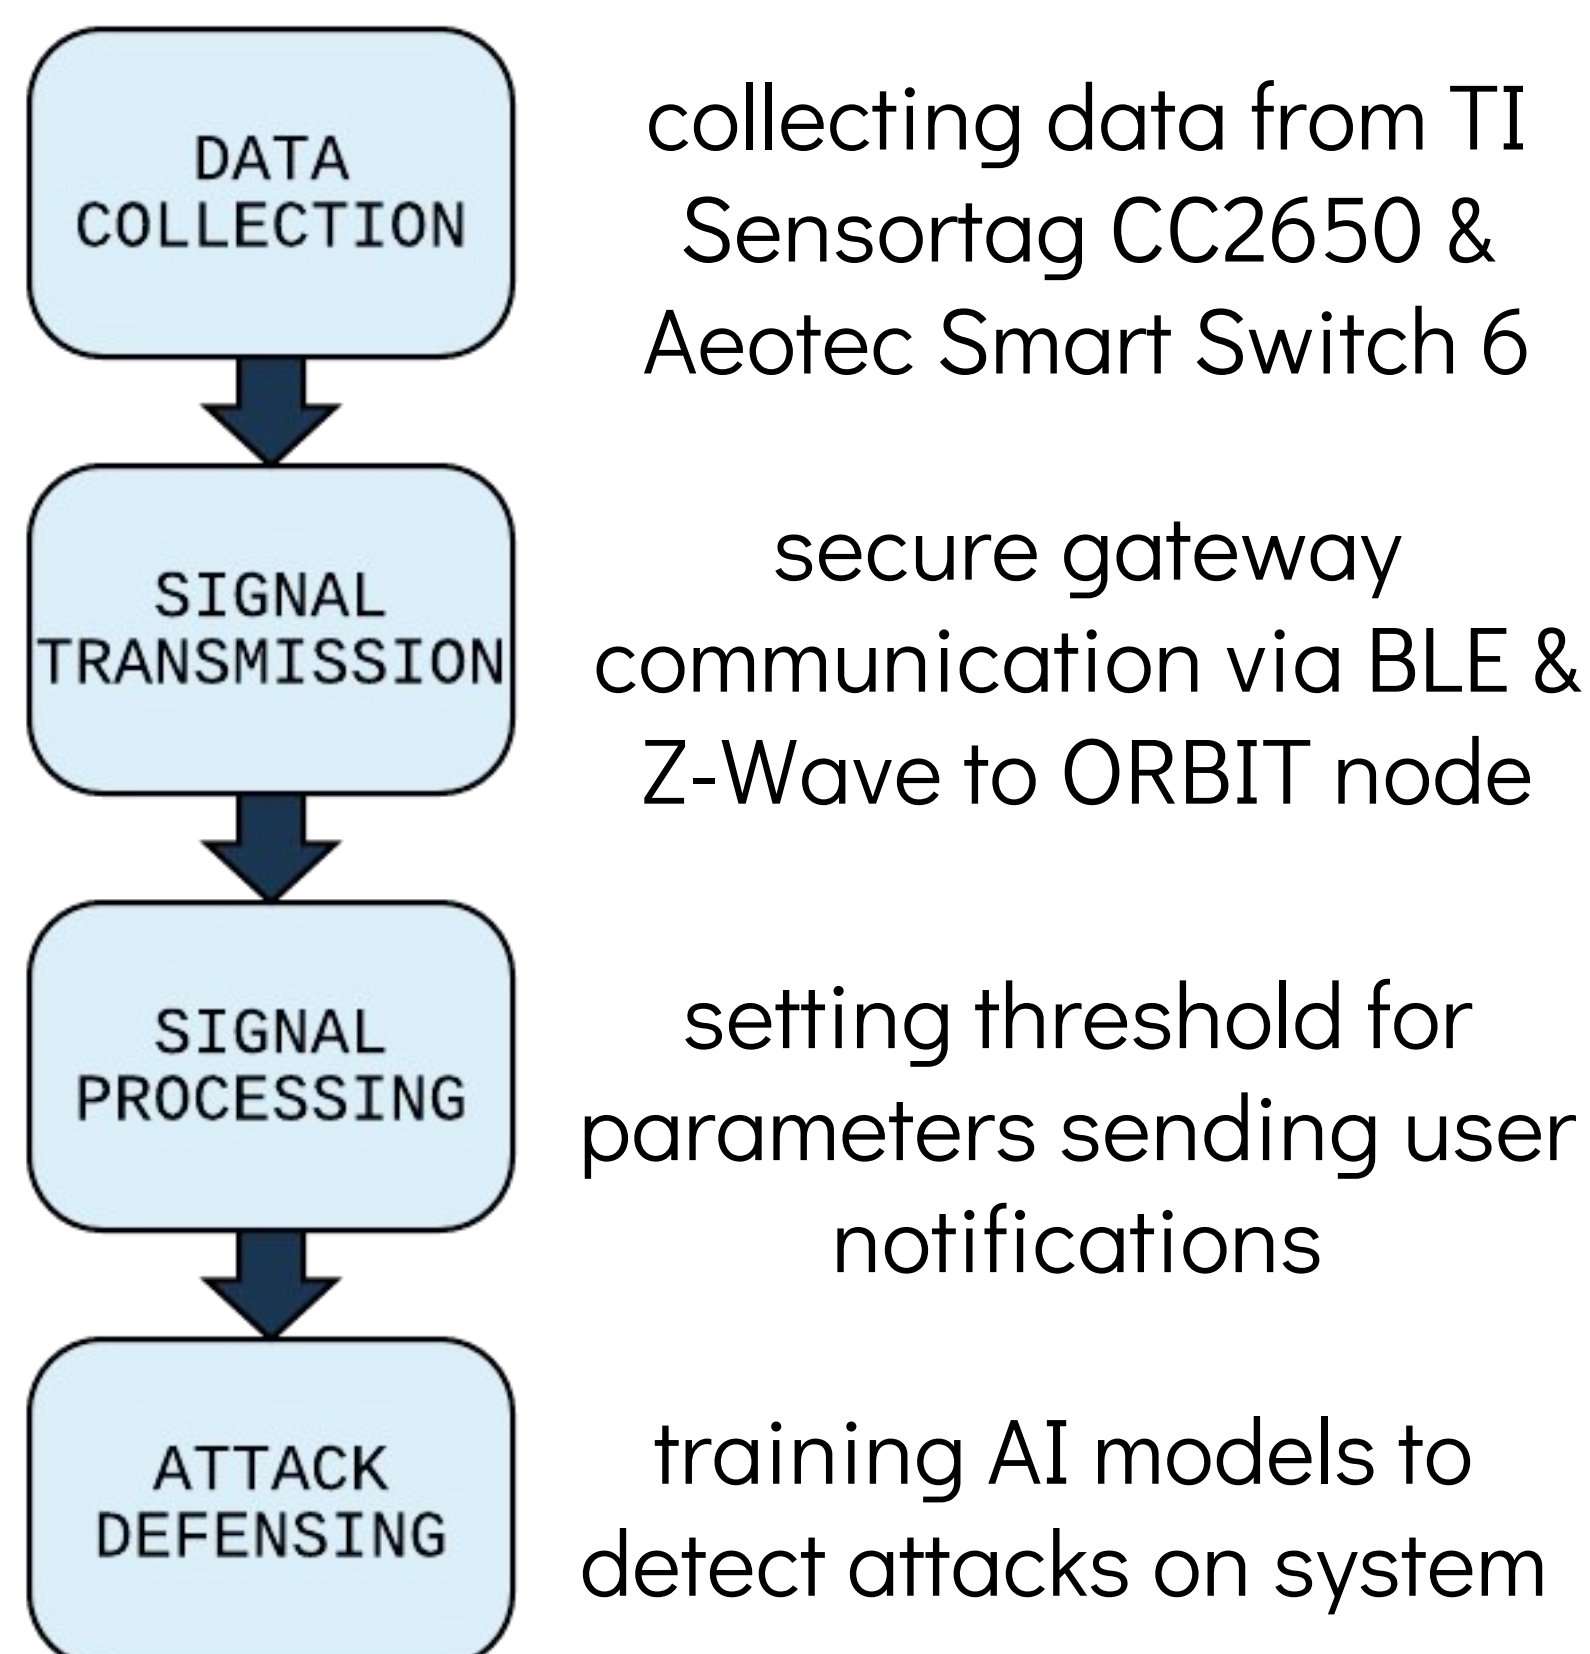 DATA
COLLECTION
collecting data from TI
Sensortag CC2650 &
Aeotec Smart Switch 6
SIGNAL
TRANSMISSION
secure gateway
communication via BLE &
Z-Wave to ORBIT node
SIGNAL
PROCESSING
setting threshold for
parameters sending user
notifications
ATTACK
DEFENSING
training AI models to
detect attacks on system